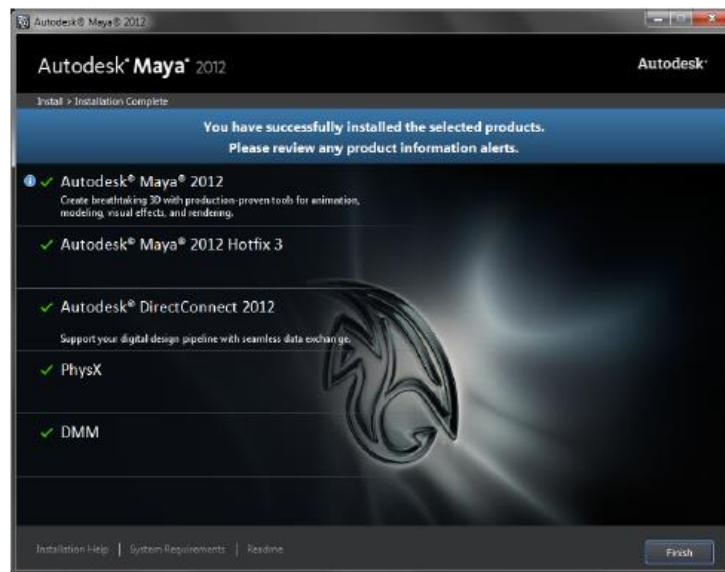 Autodesk® Maya® 2012
Autodesk® Maya® 2012
Autodesk®
Install > Installation Complete
You have successfully installed the selected products.
Please review any product information alerts.
Autodesk® Maya® 2012
Create breathtaking 3D with production-proven tools for animation,
modeling, visual effects, and rendering.
Autodesk® Maya® 2012 Hotfix 3
Autodesk® DirectConnect 2012
Support your digital design pipeline with seamless data exchange.
PhysX
DMM
Installation Help | System Requirements | Readme
Finish